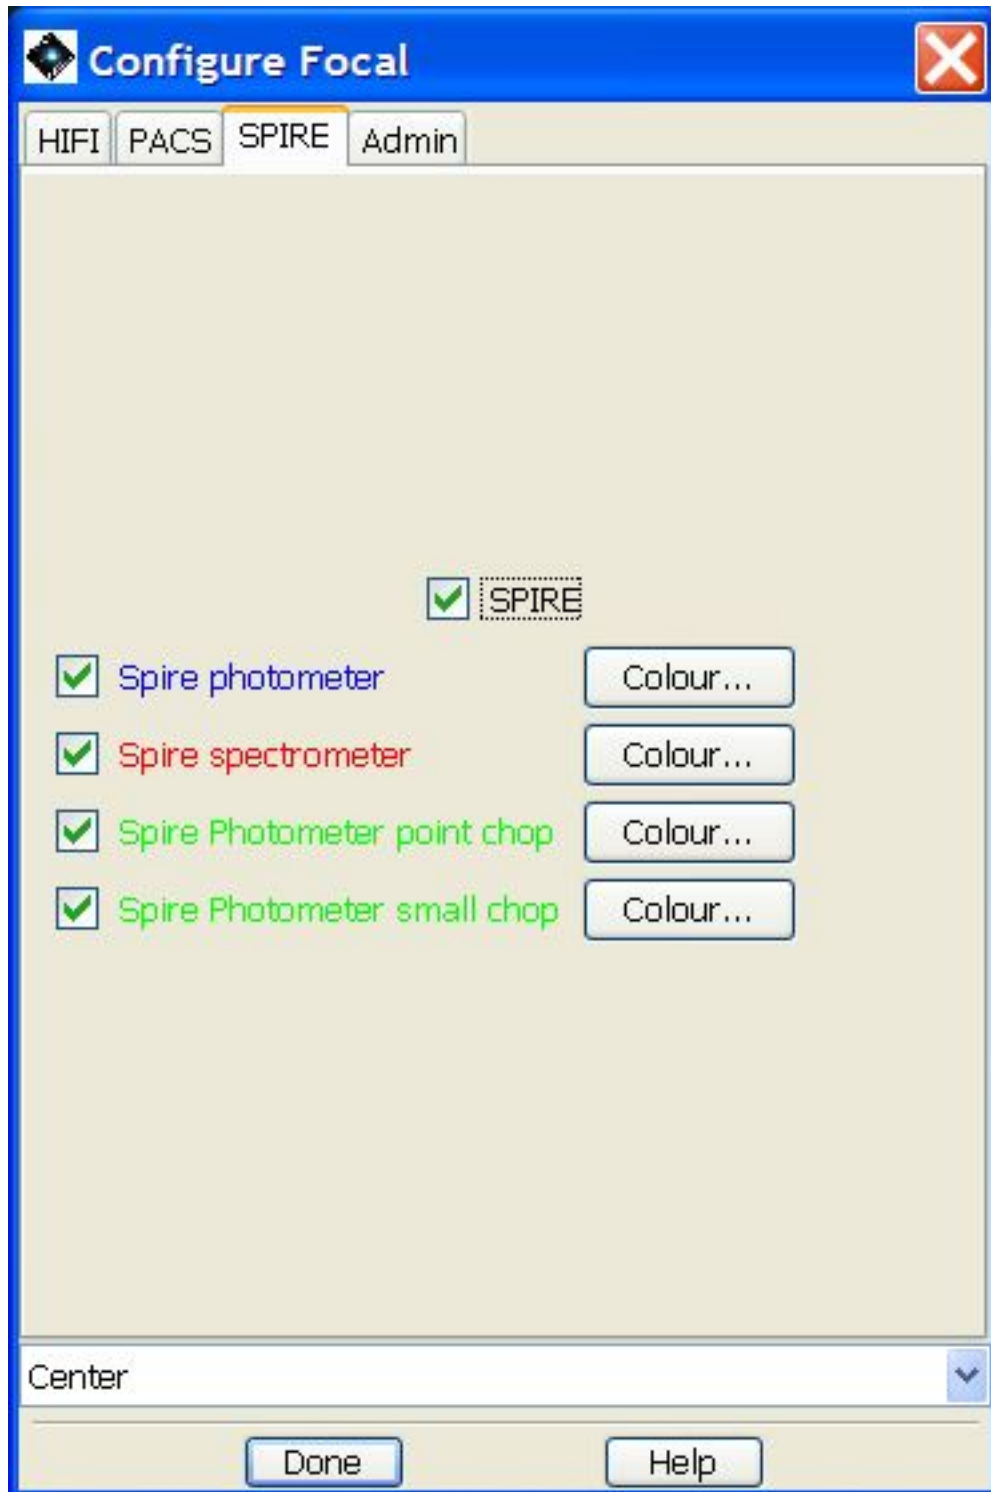 Configure Focal
HIFI PACS SPIRE Admin
SPIRE
Spire photometer Colour...
Spire spectrometer Colour...
Spire Photometer point chop Colour...
Spire Photometer small chop Colour...
Center
Done Help